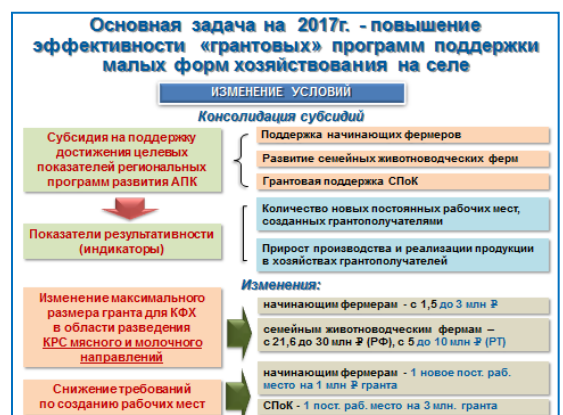 Основная задача на 2017г. - повышение
эффективности «грантовых» программ поддержки
малых форм хозяйствования на селе
ИЗМЕНЕНИЕ УСЛОВИЙ
Консолидация субсидий
Субсидия на поддержку
достижения целевых
показателей региональных
программ развития АПК
Поддержка начинающих фермеров
Развитие семейных животноводческих ферм
Грантовая поддержка СПоК
Показатели результативности
(индикаторы)
Количество новых постоянных рабочих мест,
созданных грантополучателями
Прирост производства и реализации продукции
в хозяйствах грантополучателей
Изменения:
Изменение максимального
размера гранта для КФХ
в области разведения
КРС мясного и молочного
направлений
начинающим фермерам - с 1,5 до 3 млн ₽
семейным животноводческим фермам –
с 21,6 до 30 млн ₽ (РФ), с 5 до 10 млн ₽ (РТ)
Снижение требований
по созданию рабочих мест
начинающим фермерам - 1 новое пост. раб.
место на 1 млн ₽ гранта
СПоК - 1 пост. раб. место на 3 млн. гранта